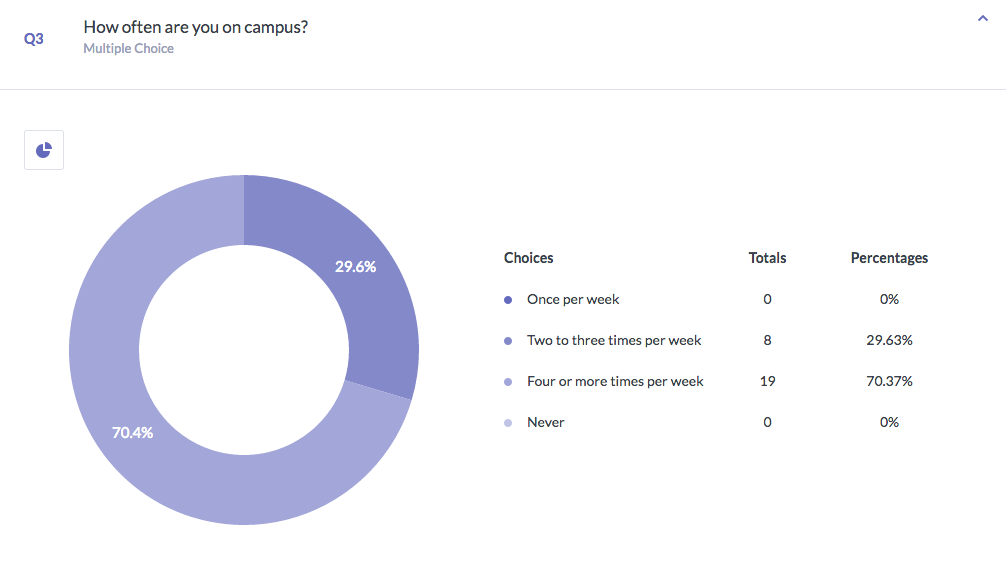 Q3
How often are you on campus?
Multiple Choice
29.6%
70.4%
Choices Totals Percentages
Once per week 0 0%
Two to three times per week 8 29.63%
Four or more times per week 19 70.37%
Never 0 0%